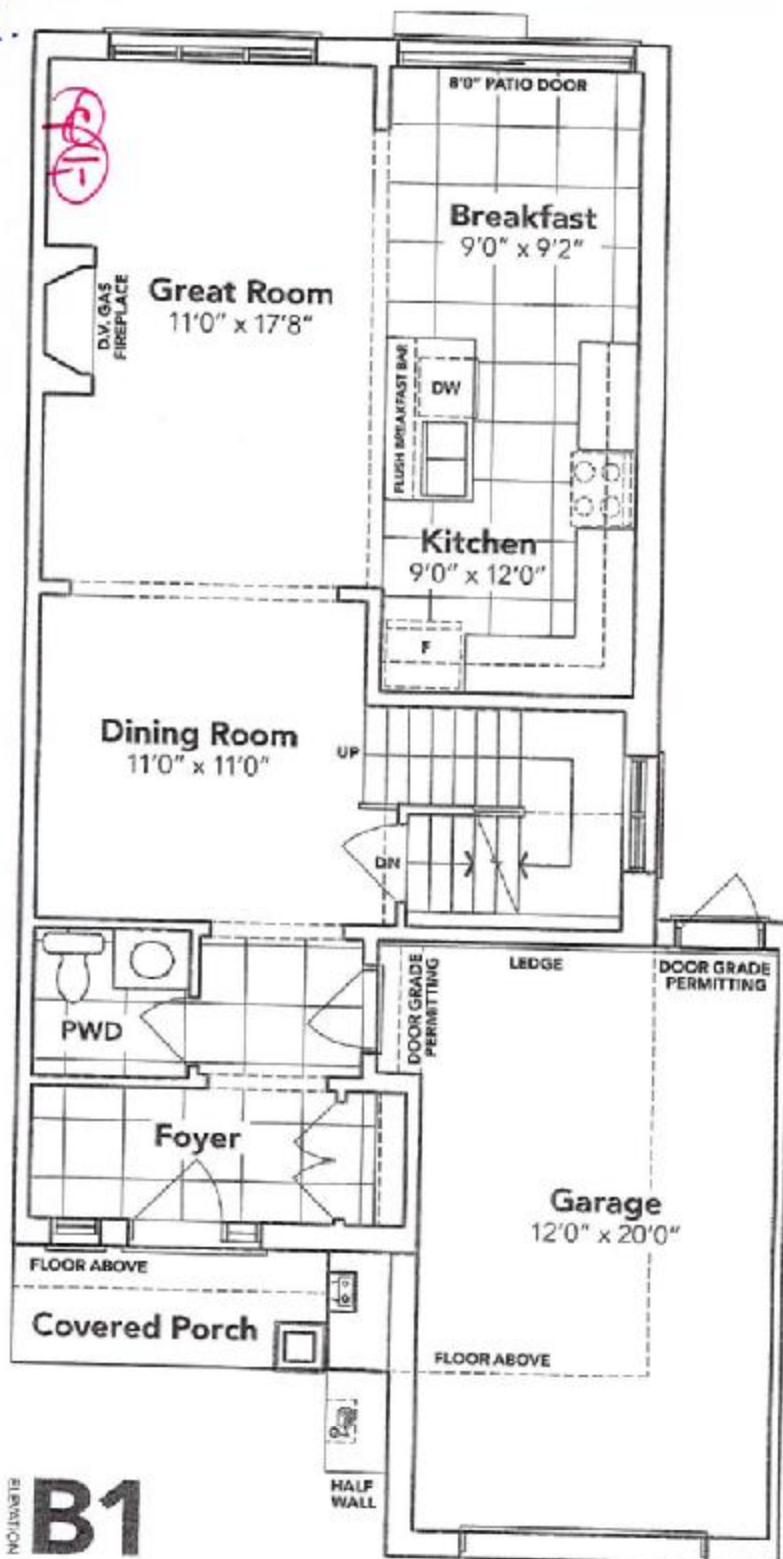 8'0" PATIO DOOR
Breakfast
9'0" x 9'2"
Great Room
11'0" x 17'8"
D.V. GAS
FIREPLACE
FLUSH BREAKFAST BAR
DW
Kitchen
9'0" x 12'0"
F
Dining Room
11'0" x 11'0"
UP
DN
LEDGE
DOOR GRADE
PERMITTING
DOOR GRADE
PERMITTING
PWD
Foyer
Garage
12'0" x 20'0"
FLOOR ABOVE
Covered Porch
FLOOR ABOVE
HALF
WALL
ELEVATION
B1